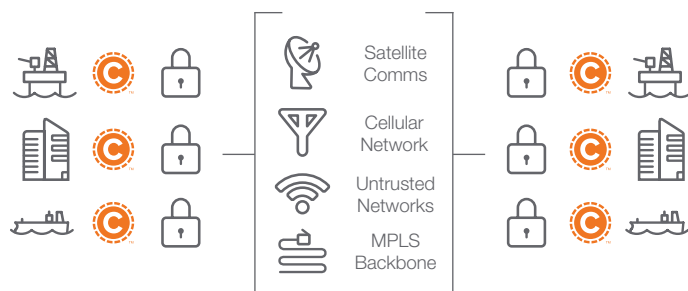 Satellite
Comms
Cellular
Network
Untrusted
Networks
MPLS
Backbone
C
C
C
C
C
C